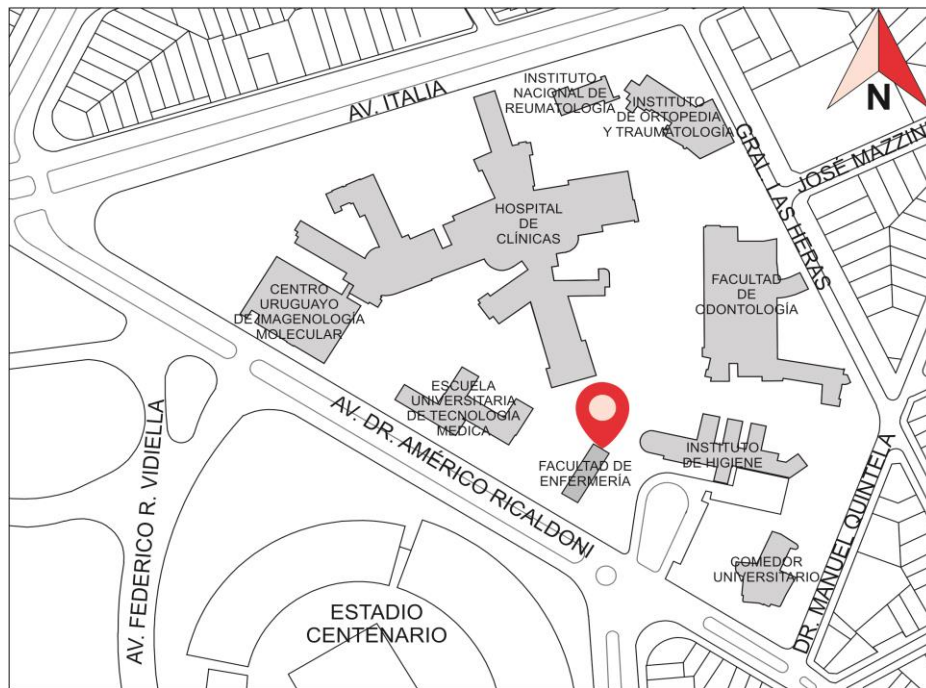 AV. ITALIA
INSTITUTO
NACIONAL DE
REUMATOLOGÍA
INSTITUTO
DE ORTOPEDIA
Y TRAUMATOLOGÍA
N
GRAL. LAS HERAS
JOSÉ MAZZINI
HOSPITAL
DE
CLÍNICAS
CENTRO
URUGUAYO
DE IMAGENOLOGÍA
MOLECULAR
FACULTAD
DE
ODONTOLOGÍA
ESCUELA
UNIVERSITARIA
DE TECNOLOGÍA
MEDICA
AV. DR. AMÉRICO RICALDONI
FACULTAD DE
ENFERMERÍA
INSTITUTO
DE HIGIENE
AV. FEDERICO R. VIDIELLA
COMEDOR
UNIVERSITARIO
DR. MANUEL QUINTELA
ESTADIO
CENTENARIO